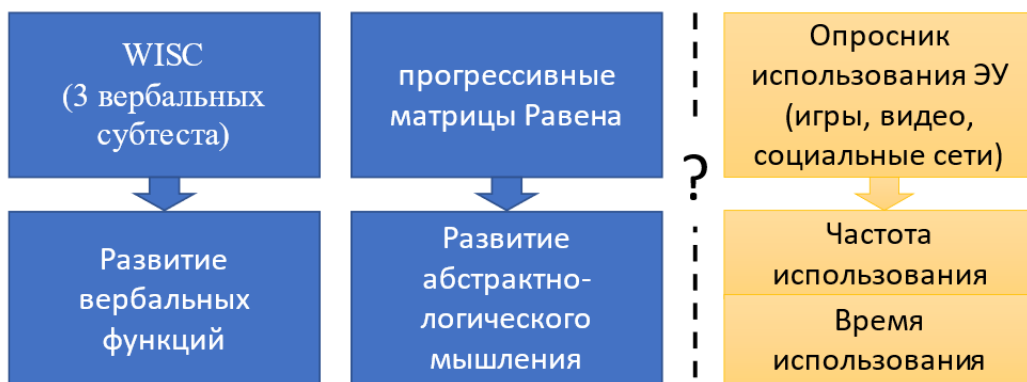 WISC
(3 вербальных
субтеста)
прогрессивные
матрицы Равена
Опросник
использования ЭУ
(игры, видео,
социальные сети)
?
Развитие
вербальных
функций
Развитие
абстрактно-
логического
мышления
Частота
использования
Время
использования